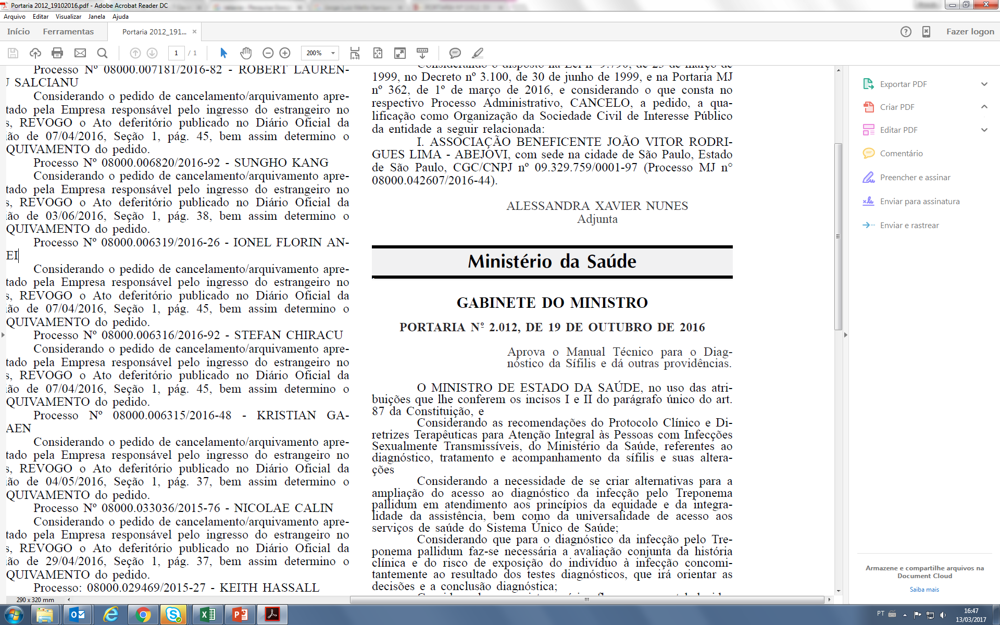 Portaria 2012_19102016.pdf - Adobe Acrobat Reader DC
Arquivo Editar Visualizar Janela Ajuda
Início Ferramentas Portaria 2012_191... × Fazer logon
1 / 1 200%
Processo Nº 08000.007181/2016-82 - ROBERT LAUREN-
U SALCIANU
Considerando o pedido de cancelamento/arquivamento apre-
tado pela Empresa responsável pelo ingresso do estrangeiro no
s, REVOGO o Ato deferitório publicado no Diário Oficial da
ião de 07/04/2016, Seção 1, pág. 45, bem assim determino o
QUIVAMENTO do pedido.
Processo Nº 08000.006820/2016-92 - SUNGHO KANG
Considerando o pedido de cancelamento/arquivamento apre-
tado pela Empresa responsável pelo ingresso do estrangeiro no
s, REVOGO o Ato deferitório publicado no Diário Oficial da
ião de 03/06/2016, Seção 1, pág. 38, bem assim determino o
QUIVAMENTO do pedido.
Processo Nº 08000.006319/2016-26 - IONEL FLORIN AN-
EI
Considerando o pedido de cancelamento/arquivamento apre-
tado pela Empresa responsável pelo ingresso do estrangeiro no
s, REVOGO o Ato deferitório publicado no Diário Oficial da
ião de 07/04/2016, Seção 1, pág. 45, bem assim determino o
QUIVAMENTO do pedido.
Processo Nº 08000.006316/2016-92 - STEFAN CHIRACU
Considerando o pedido de cancelamento/arquivamento apre-
tado pela Empresa responsável pelo ingresso do estrangeiro no
s, REVOGO o Ato deferitório publicado no Diário Oficial da
ião de 07/04/2016, Seção 1, pág. 45, bem assim determino o
QUIVAMENTO do pedido.
Processo Nº 08000.006315/2016-48 - KRISTIAN GA-
AEN
Considerando o pedido de cancelamento/arquivamento apre-
tado pela Empresa responsável pelo ingresso do estrangeiro no
s, REVOGO o Ato deferitório publicado no Diário Oficial da
ião de 04/05/2016, Seção 1, pág. 37, bem assim determino o
QUIVAMENTO do pedido.
Processo Nº 08000.033036/2015-76 - NICOLAE CALIN
Considerando o pedido de cancelamento/arquivamento apre-
tado pela Empresa responsável pelo ingresso do estrangeiro no
s, REVOGO o Ato deferitório publicado no Diário Oficial da
ião de 29/04/2016, Seção 1, pág. 37, bem assim determino o
QUIVAMENTO do pedido.
Processo: 08000.029469/2015-27 - KEITH HASSALL
Considerando o disposto na Lei nº 9.790, de 23 de março de
1999, no Decreto nº 3.100, de 30 de junho de 1999, e na Portaria MJ
nº 362, de 1º de março de 2016, e considerando o que consta no
respectivo Processo Administrativo, CANCELO, a pedido, a qua-
lificação como Organização da Sociedade Civil de Interesse Público
da entidade a seguir relacionada:
I. ASSOCIAÇÃO BENEFICENTE JOÃO VITOR RODRI-
GUES LIMA - ABEJOVI, com sede na cidade de São Paulo, Estado
de São Paulo, CGC/CNPJ nº 09.329.759/0001-97 (Processo MJ n°
08000.042607/2016-44).
ALESSANDRA XAVIER NUNES
Adjunta
Ministério da Saúde
GABINETE DO MINISTRO
PORTARIA Nº 2.012, DE 19 DE OUTUBRO DE 2016
Aprova o Manual Técnico para o Diag-
nóstico da Sífilis e dá outras providências.
O MINISTRO DE ESTADO DA SAÚDE, no uso das atri-
buições que lhe conferem os incisos I e II do parágrafo único do art.
87 da Constituição, e
Considerando as recomendações do Protocolo Clínico e Di-
retrizes Terapêuticas para Atenção Integral às Pessoas com Infecções
Sexualmente Transmissíveis, do Ministério da Saúde, referentes ao
diagnóstico, tratamento e acompanhamento da sífilis e suas altera-
ções
Considerando a necessidade de se criar alternativas para a
ampliação do acesso ao diagnóstico da infecção pelo Treponema
pallidum em atendimento aos princípios da equidade e da integra-
lidade da assistência, bem como da universalidade de acesso aos
serviços de saúde do Sistema Único de Saúde;
Considerando que para o diagnóstico da infecção pelo Tre-
ponema pallidum faz-se necessária a avaliação conjunta da história
clínica e do risco de exposição do indivíduo à infecção concomi-
tantemente ao resultado dos testes diagnósticos, que irá orientar as
decisões e a conclusão diagnóstica;
Exportar PDF
Criar PDF
Editar PDF
Comentário
Preencher e assinar
Enviar para assinatura
Enviar e rastrear
Armazene e compartilhe arquivos na
Document Cloud
Saiba mais
290 x 320 mm
PT
16:47
13/03/2017